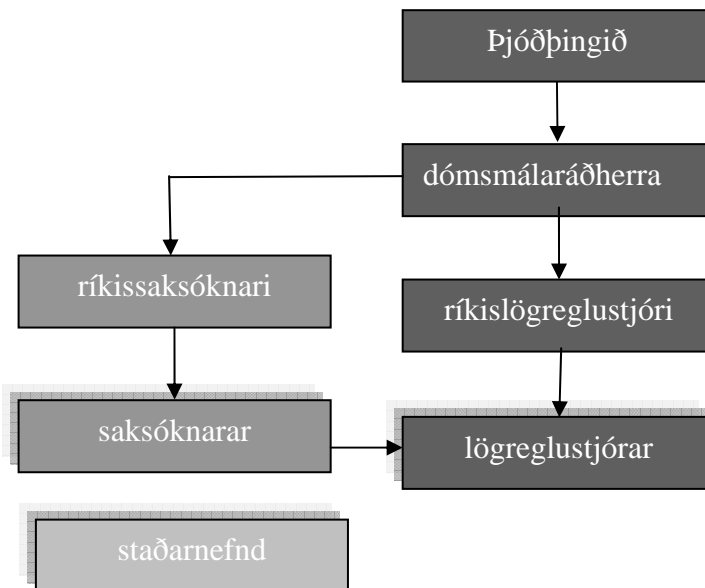 Þjóðþingið
dómsmálaráðherra
ríkissaksóknari
ríkislögreglustjóri
saksóknarar
lögreglustjórar
staðarnefnd